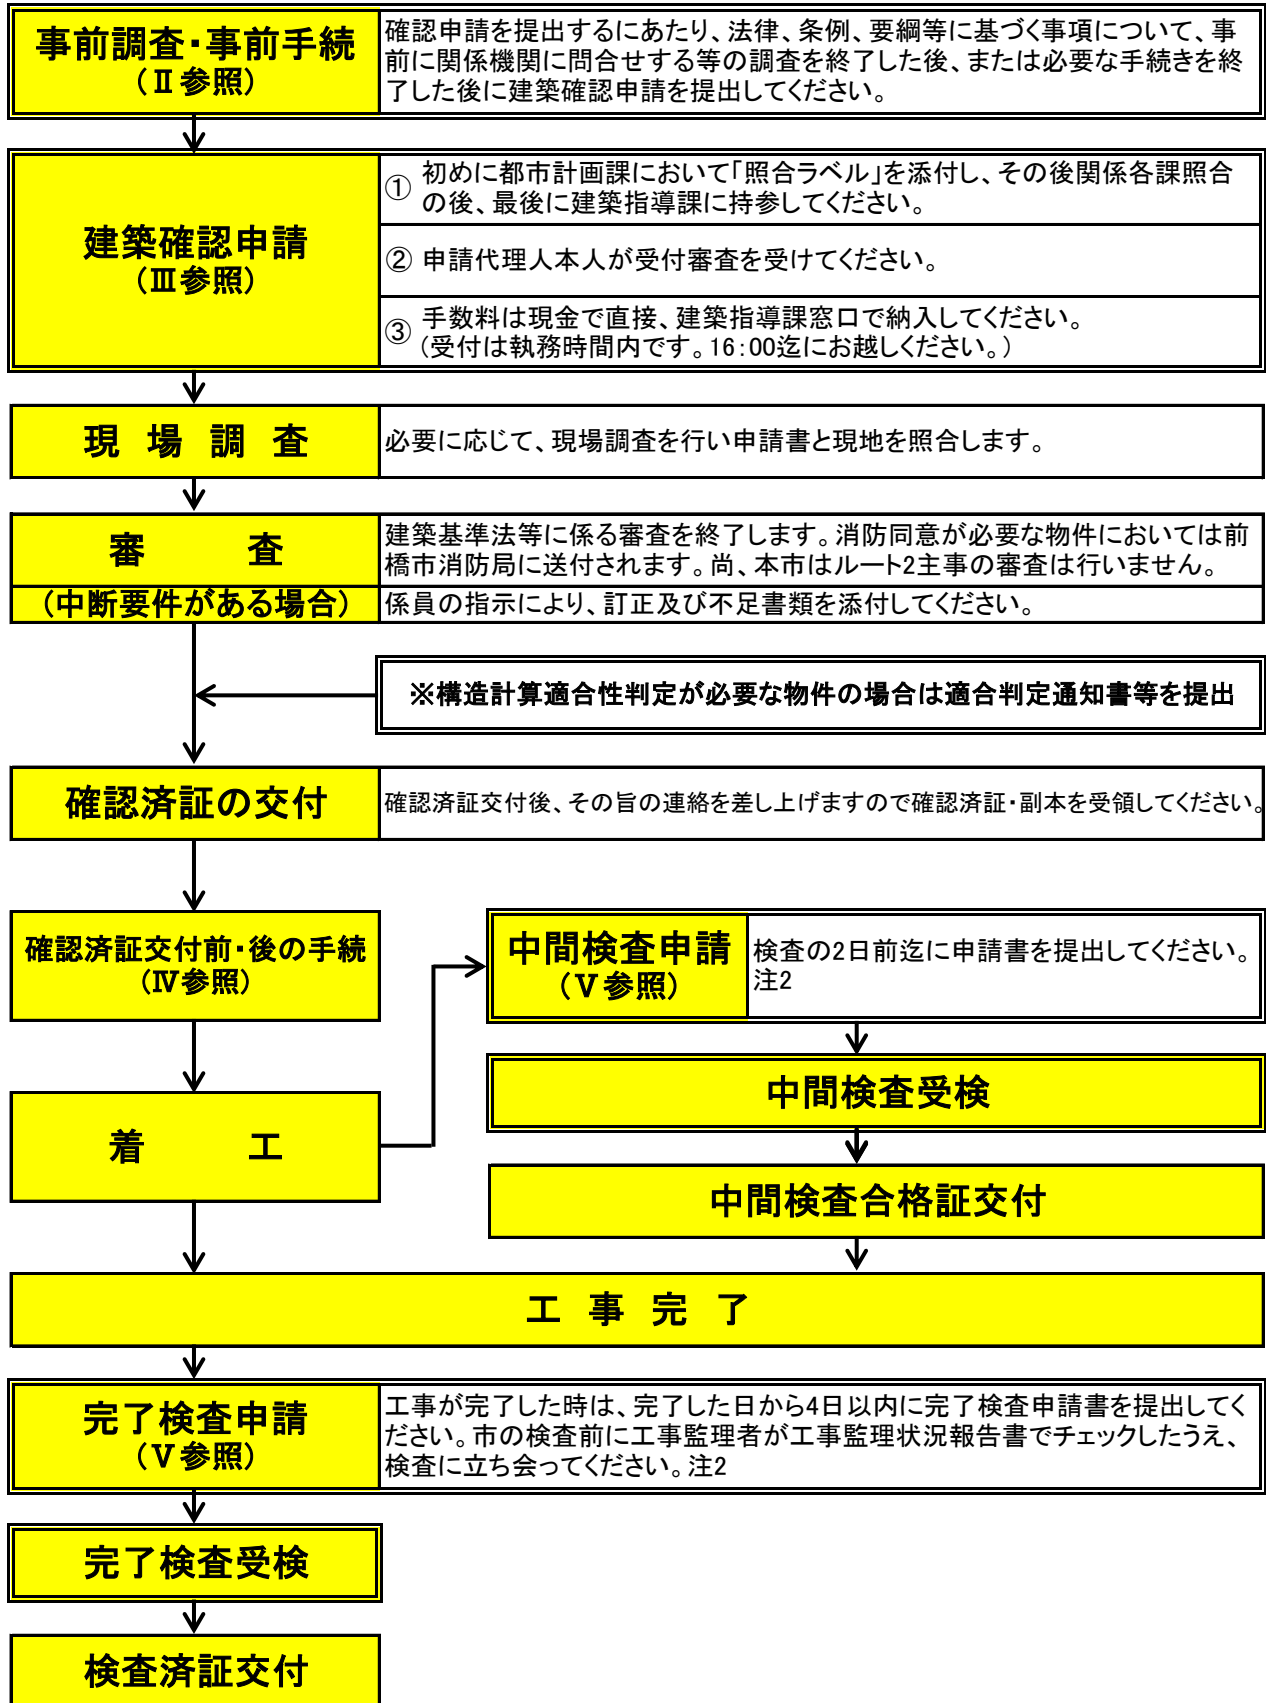 事前調査・事前手続
（Ⅱ参照）
確認申請を提出するにあたり、法律、条例、要綱等に基づく事項について、事
前に関係機関に問合せする等の調査を終了した後、または必要な手続きを終
了した後に建築確認申請を提出してください。
建築確認申請
（Ⅲ参照）
① 初めに都市計画課において「照合ラベル」を添付し、その後関係各課照合
の後、最後に建築指導課に持参してください。
② 申請代理人本人が受付審査を受けてください。
③ 手数料は現金で直接、建築指導課窓口で納入してください。
（受付は執務時間内です。16：00迄にお越しください。）
現 場 調 査
必要に応じて、現場調査を行い申請書と現地を照合します。
審 査
建築基準法等に係る審査を終了します。消防同意が必要な物件においては前
橋市消防局に送付されます。尚、本市はルート2主事の審査は行いません。
（中断要件がある場合）
係員の指示により、訂正及び不足書類を添付してください。
※構造計算適合性判定が必要な物件の場合は適合判定通知書等を提出
確認済証の交付
確認済証交付後、その旨の連絡を差し上げますので確認済証・副本を受領してください。
確認済証交付前・後の手続
（Ⅳ参照）
中間検査申請
（Ⅴ参照）
検査の2日前迄に申請書を提出してください。
注2
中間検査受検
着 工
中間検査合格証交付
工 事 完 了
完了検査申請
（Ⅴ参照）
工事が完了した時は、完了した日から4日以内に完了検査申請書を提出してく
ださい。市の検査前に工事監理者が工事監理状況報告書でチェックしたうえ、
検査に立ち会ってください。注2
完了検査受検
検査済証交付